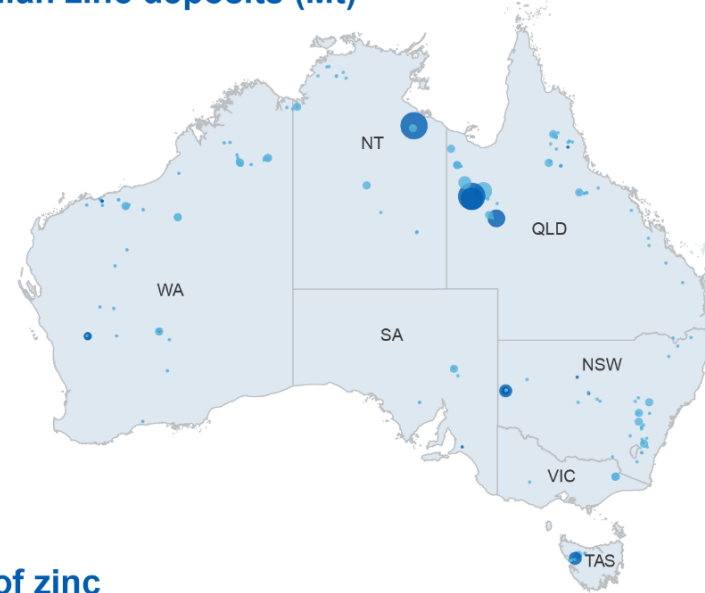 zinc deposits (Mt)
NT
QLD
WA
SA
NSW
VIC
TAS
of zinc